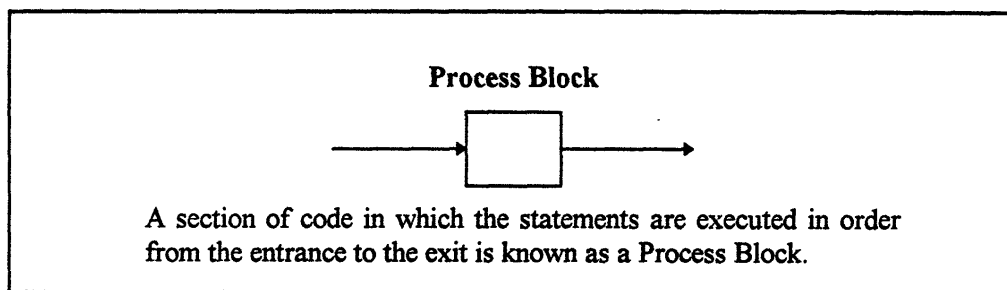 Process Block
A section of code in which the statements are executed in order
from the entrance to the exit is known as a Process Block.